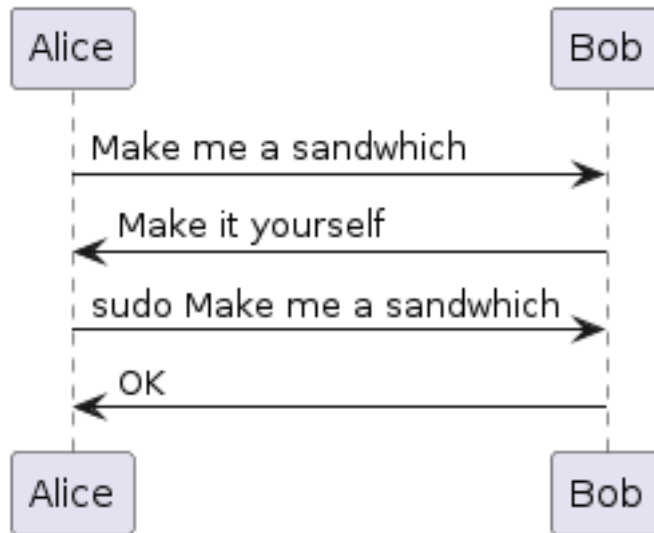 Alice Bob
Make me a sandwhich
Make it yourself
sudo Make me a sandwhich
OK
Alice Bob